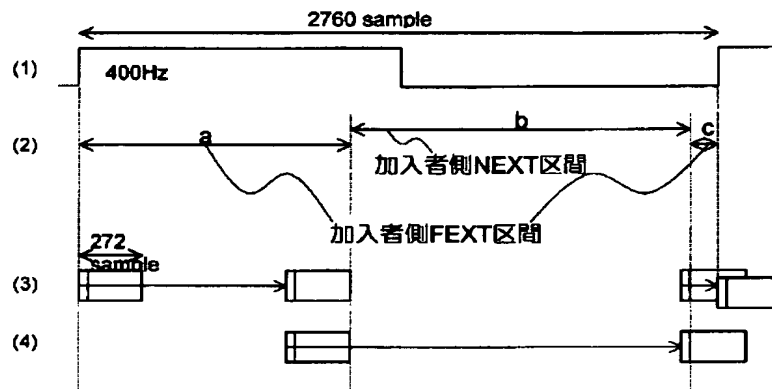 2760 sample
(1)
400Hz
(2)
a
b
c
加入者側NEXT区間
加入者側FEXT区間
272
sample
(3)
(4)